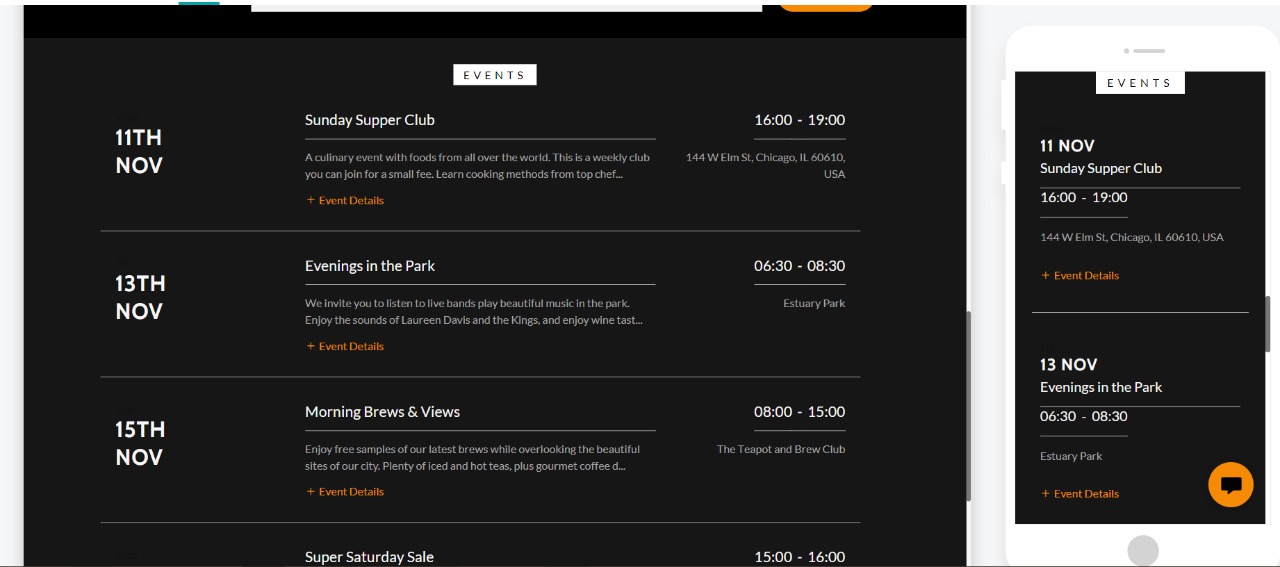 EVENTS
11TH
NOV
Sunday Supper Club
A culinary event with foods from all over the world. This is a weekly club
you can join for a small fee. Learn cooking methods from top chef...
+ Event Details
16:00 - 19:00
144 W Elm St, Chicago, IL 60610,
USA
13TH
NOV
Evenings in the Park
We invite you to listen to live bands play beautiful music in the park.
Enjoy the sounds of Laureen Davis and the Kings, and enjoy wine tast...
+ Event Details
06:30 - 08:30
Estuary Park
15TH
NOV
Morning Brews & Views
Enjoy free samples of our latest brews while overlooking the beautiful
sites of our city. Plenty of iced and hot teas, plus gourmet coffee d...
+ Event Details
08:00 - 15:00
The Teapot and Brew Club
Super Saturday Sale
15:00 - 16:00
EVENTS
11 NOV
Sunday Supper Club
16:00 - 19:00
144 W Elm St, Chicago, IL 60610, USA
+ Event Details
13 NOV
Evenings in the Park
06:30 - 08:30
Estuary Park
+ Event Details